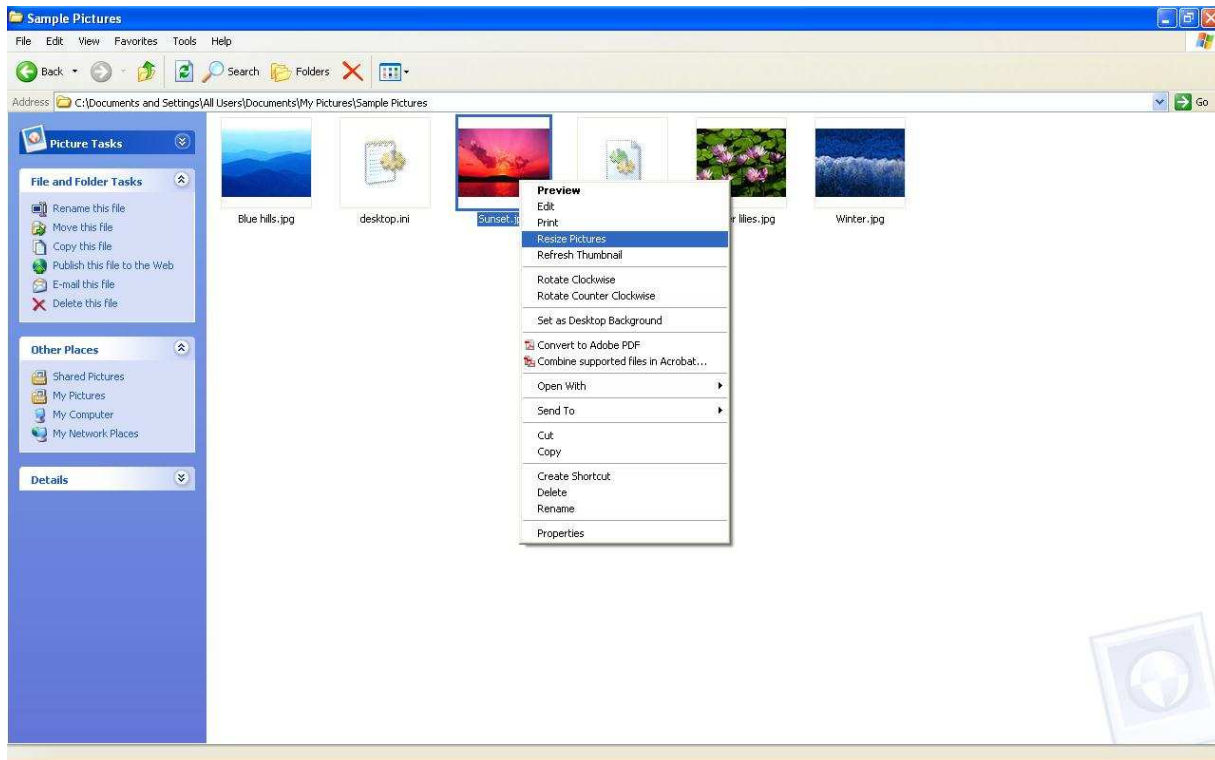 Sample Pictures
File Edit View Favorites Tools Help
Back Search Folders
Address C:\Documents and Settings\All Users\Documents\My Pictures\Sample Pictures Go
Picture Tasks
File and Folder Tasks
Rename this file
Move this file
Copy this file
Publish this file to the Web
E-mail this file
Delete this file
Other Places
Shared Pictures
My Pictures
My Computer
My Network Places
Details
Blue hills.jpg desktop.ini Sunset.j r lilies.jpg Winter.jpg
Preview
Edit
Print
Resize Pictures
Refresh Thumbnail
Rotate Clockwise
Rotate Counter Clockwise
Set as Desktop Background
Convert to Adobe PDF
Combine supported files in Acrobat...
Open With
Send To
Cut
Copy
Create Shortcut
Delete
Rename
Properties